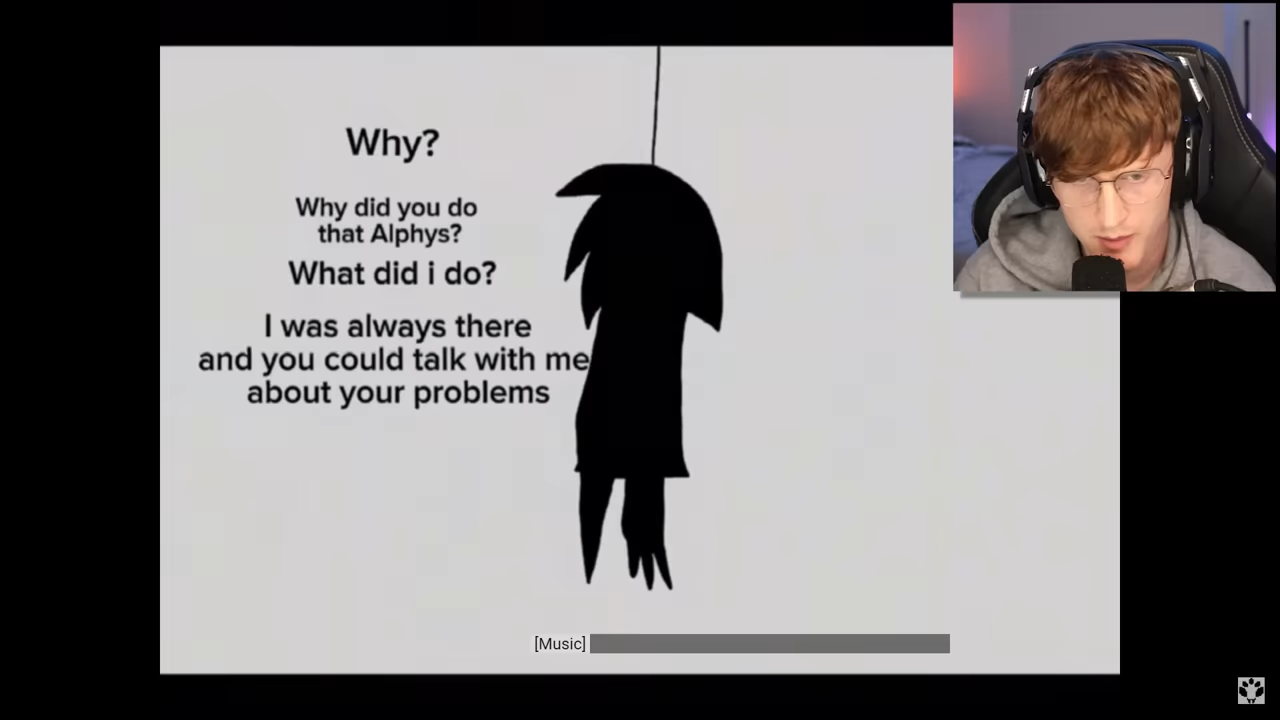 Why?
Why did you do
that Alphys?
What did i do?
I was always there
and you could talk with me
about your problems
[Music]